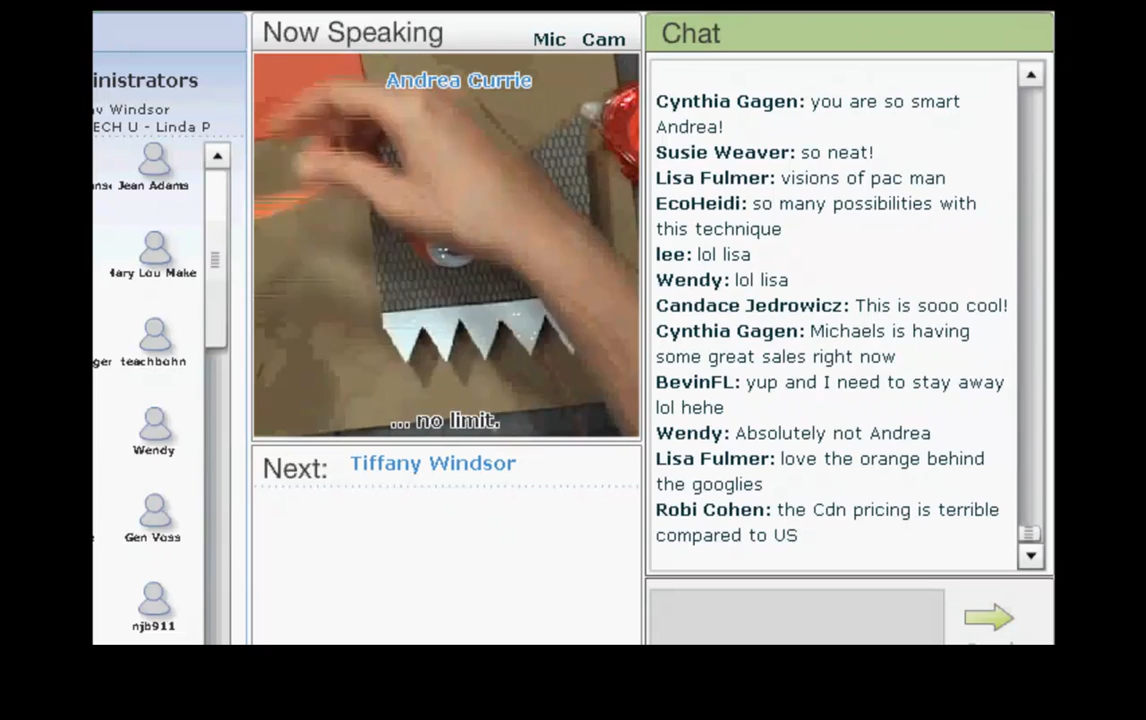 inistrators
Windsor
ECH U - Linda P
Jean Adams
Mary Lou Make
teachbohn
Wendy
Gen Voss
njb911
Now Speaking
Mic Cam
Andrea Currie
... no limit.
Next: Tiffany Windsor
Chat
Cynthia Gagen: you are so smart
Andrea!
Susie Weaver: so neat!
Lisa Fulmer: visions of pac man
EcoHeidi: so many possibilities with
this technique
lee: lol lisa
Wendy: lol lisa
Candace Jedrowicz: This is sooo cool!
Cynthia Gagen: Michaels is having
some great sales right now
BevinFL: yup and I need to stay away
lol hehe
Wendy: Absolutely not Andrea
Lisa Fulmer: love the orange behind
the googlies
Robi Cohen: the Cdn pricing is terrible
compared to US